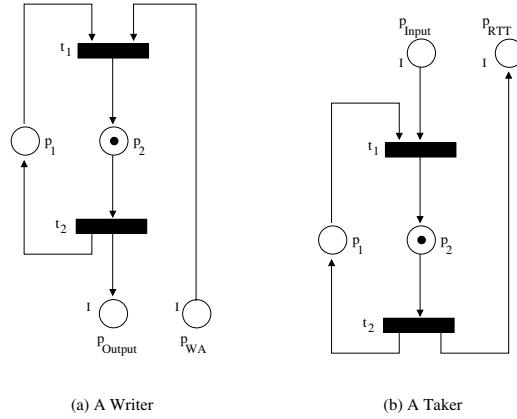 t1
p1
p2
t2
I
pOutput
I
pWA
(a) A Writer
pInput
I
pRTT
I
t1
p1
p2
t2
(b) A Taker